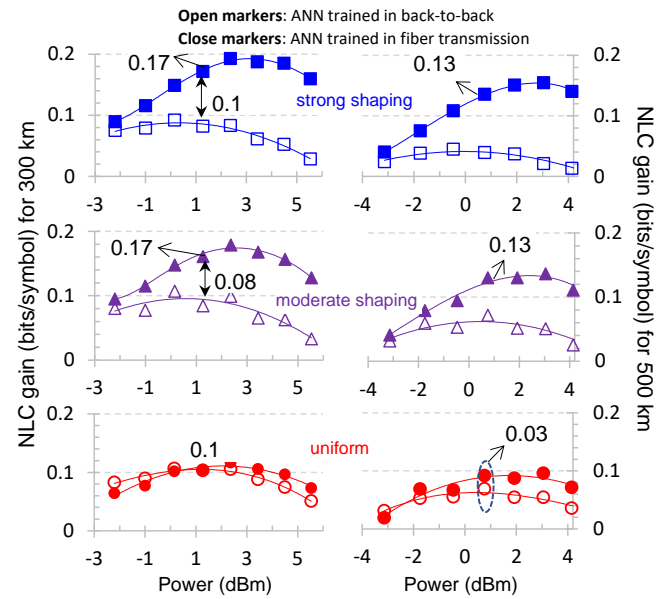 Open markers: ANN trained in back-to-back
Close markers: ANN trained in fiber transmission
NLC gain (bits/symbol) for 300 km
NLC gain (bits/symbol) for 500 km
0.2
0.1
0
0.17
0.1
strong shaping
-3 -1 1 3 5
0.13
0.2
0.1
0
-4 -2 0 2 4
0.2
0.1
0
0.17
0.08
moderate shaping
-3 -1 1 3 5
0.13
0.2
0.1
0
-4 -2 0 2 4
0.2
0.1
0
0.1
uniform
-3 -1 1 3 5
Power (dBm)
0.03
0.2
0.1
0
-4 -2 0 2 4
Power (dBm)